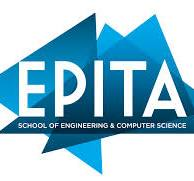 EPITA
SCHOOL OF ENGINEERING & COMPUTER SCIENCE